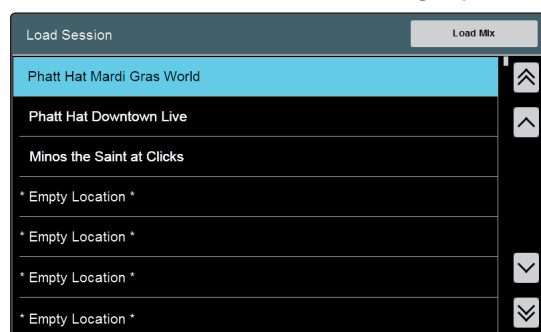 Load Session
Load Mix
Phatt Hat Mardi Gras World
Phatt Hat Downtown Live
Minos the Saint at Clicks
* Empty Location *
* Empty Location *
* Empty Location *
* Empty Location *